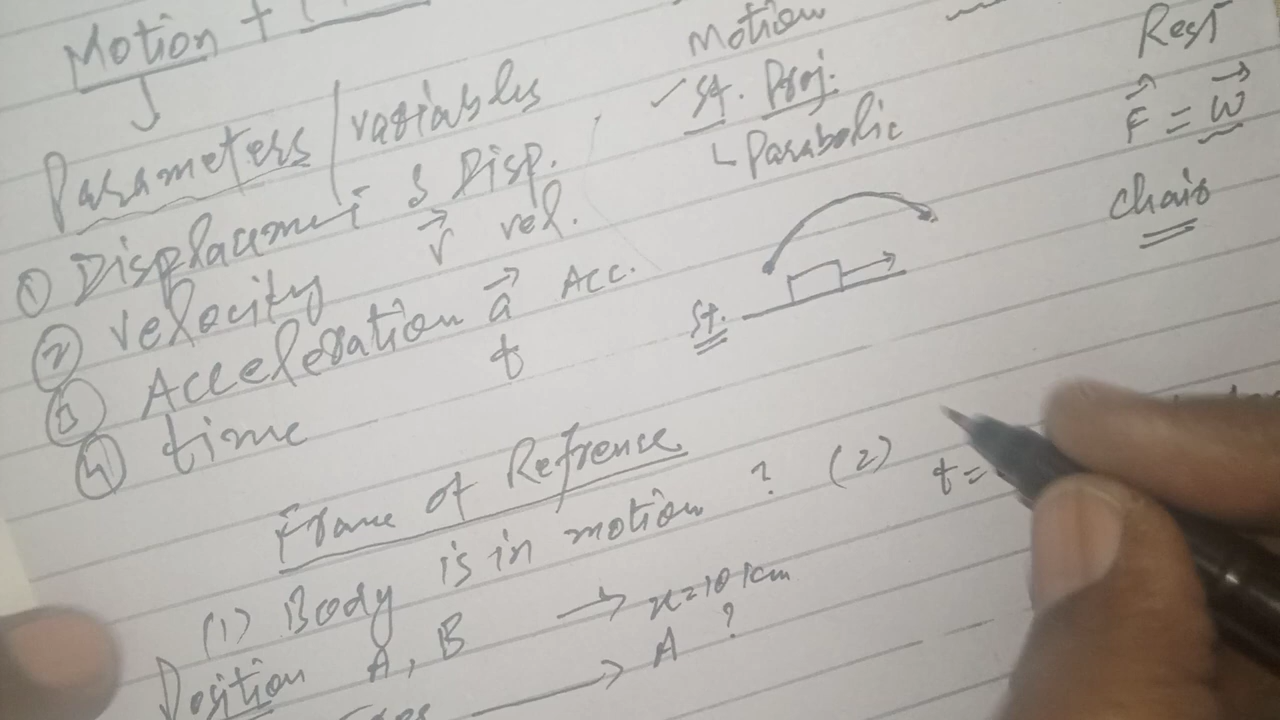 Motion +
Parameters / variables
① Displacement S Disp.
② velocity v vel.
③ Acceleration a Acc.
④ time t
Motion
✓ St. Proj.
Parabolic
St.
Rest
F = W
Chair
Frame of Refrence
(1) Body is in motion ? (2) t =
Position A, B → x = 10 km
→ A ?